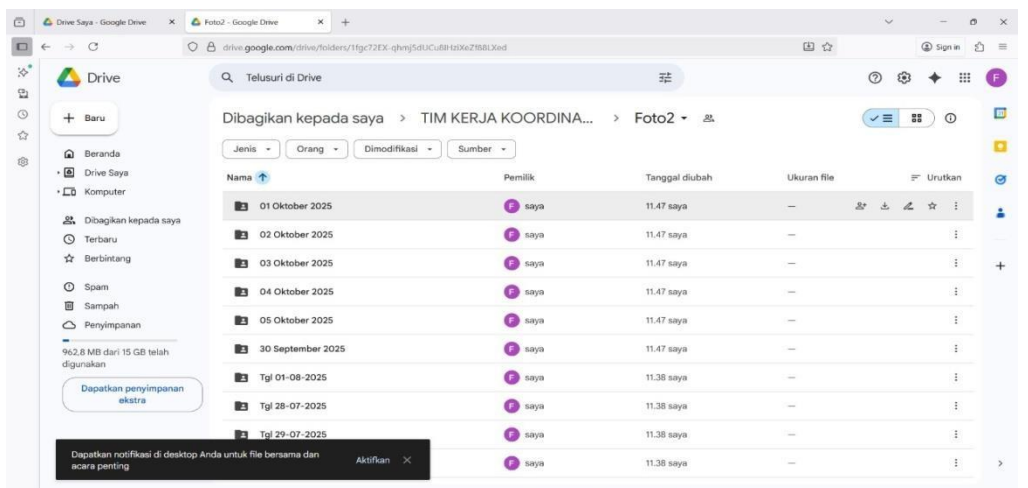 Drive Saya - Google Drive
Foto2 - Google Drive
Sign in
Drive
Telusuri di Drive
F
Baru
Dibagikan kepada saya > TIM KERJA KOORDINA... > Foto2
Jenis
Orang
Dimodifikasi
Sumber
Beranda
Drive Saya
Komputer
Dibagikan kepada saya
Terbaru
Berbintang
Spam
Sampah
Penyimpanan
962,8 MB dari 15 GB telah
digunakan
Dapatkan penyimpanan
ekstra
Nama Pemilik Tanggal diubah Ukuran file Urutkan
01 Oktober 2025 F saya 11.47 saya —
02 Oktober 2025 F saya 11.47 saya —
03 Oktober 2025 F saya 11.47 saya —
04 Oktober 2025 F saya 11.47 saya —
05 Oktober 2025 F saya 11.47 saya —
30 September 2025 F saya 11.47 saya —
Tgl 01-08-2025 F saya 11.38 saya —
Tgl 28-07-2025 F saya 11.38 saya —
Tgl 29-07-2025 F saya 11.38 saya —
F saya 11.38 saya —
Dapatkan notifikasi di desktop Anda untuk file bersama dan
acara penting
Aktifkan